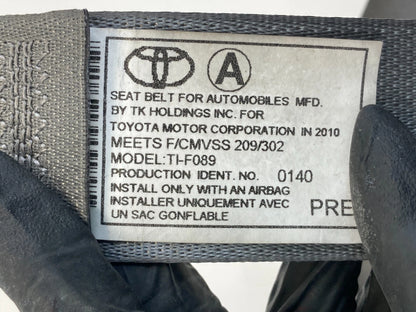 A
SEAT BELT FOR AUTOMOBILES MFD.
BY TK HOLDINGS INC. FOR
TOYOTA MOTOR CORPORATION IN 2010
MEETS F/CMVSS 209/302
MODEL:TI-F089
PRODUCTION IDENT. NO. 0140
INSTALL ONLY WITH AN AIRBAG
INSTALLER UNIQUEMENT AVEC
UN SAC GONFLABLE
PRE